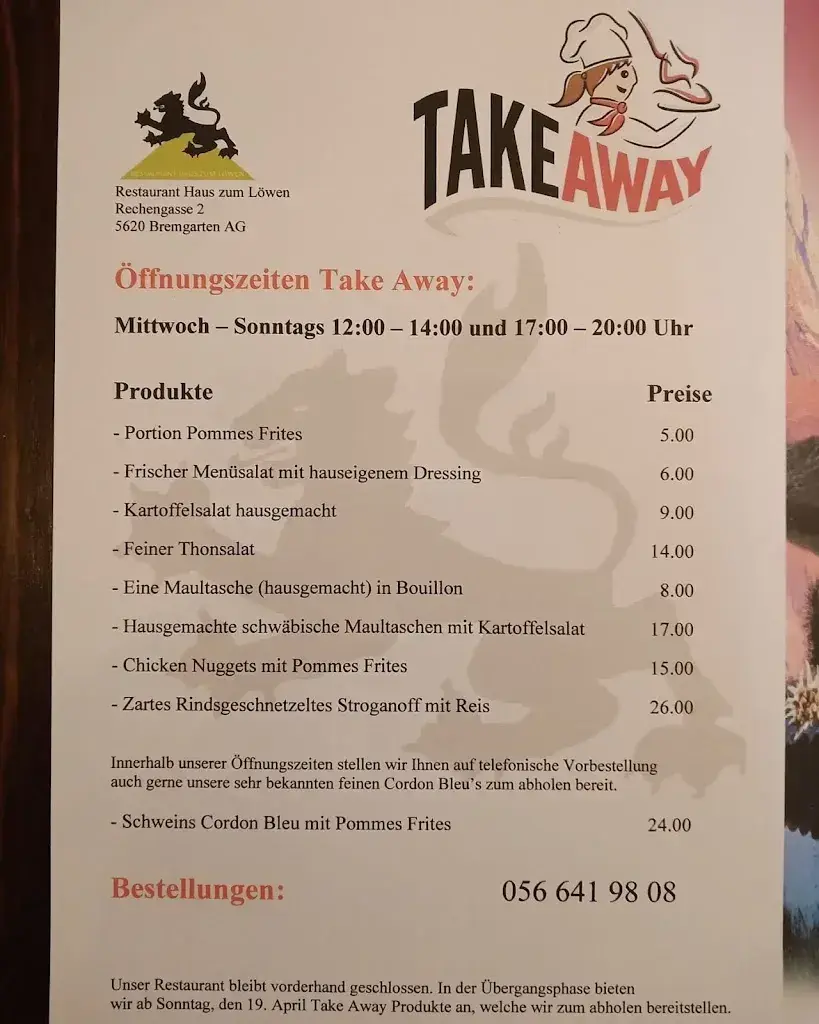 TAKE AWAY
RESTAURANT HAUS ZUM LÖWEN
Restaurant Haus zum Löwen
Rechengasse 2
5620 Bremgarten AG
Öffnungszeiten Take Away:
Mittwoch – Sonntags 12:00 – 14:00 und 17:00 – 20:00 Uhr
Produkte Preise
- Portion Pommes Frites 5.00
- Frischer Menüsalat mit hauseigenem Dressing 6.00
- Kartoffelsalat hausgemacht 9.00
- Feiner Thonsalat 14.00
- Eine Maultasche (hausgemacht) in Bouillon 8.00
- Hausgemachte schwäbische Maultaschen mit Kartoffelsalat 17.00
- Chicken Nuggets mit Pommes Frites 15.00
- Zartes Rindsgeschnetzeltes Stroganoff mit Reis 26.00
Innerhalb unserer Öffnungszeiten stellen wir Ihnen auf telefonische Vorbestellung
auch gerne unsere sehr bekannten feinen Cordon Bleu's zum abholen bereit.
- Schweins Cordon Bleu mit Pommes Frites 24.00
Bestellungen: 056 641 98 08
Unser Restaurant bleibt vorderhand geschlossen. In der Übergangsphase bieten
wir ab Sonntag, den 19. April Take Away Produkte an, welche wir zum abholen bereitstellen.